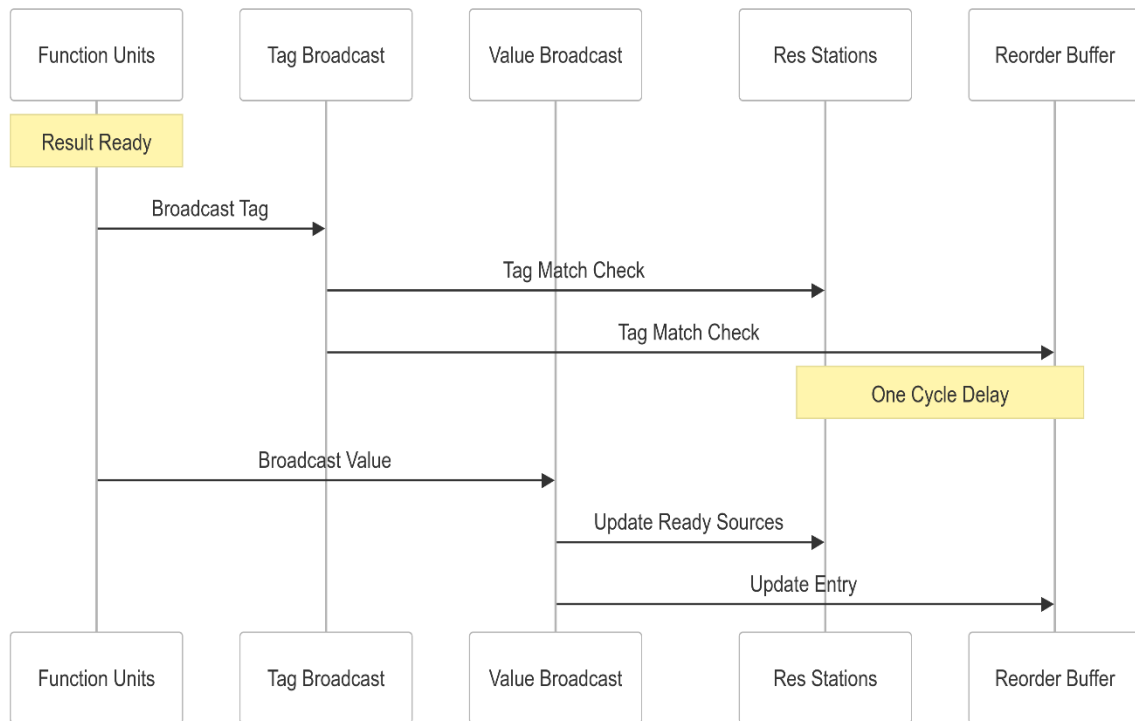 Function Units
Tag Broadcast
Value Broadcast
Res Stations
Reorder Buffer
Result Ready
Broadcast Tag
Tag Match Check
Tag Match Check
One Cycle Delay
Broadcast Value
Update Ready Sources
Update Entry
Function Units
Tag Broadcast
Value Broadcast
Res Stations
Reorder Buffer